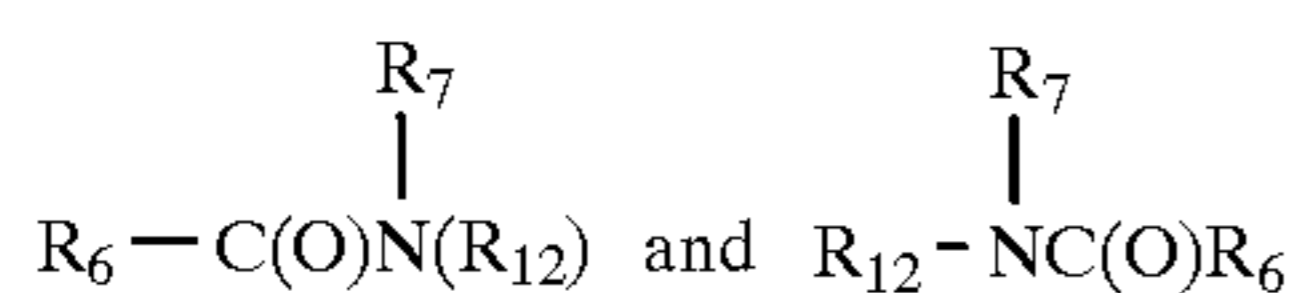 R7 R7
R6—C(O)N(R12) and R12-NC(O)R6